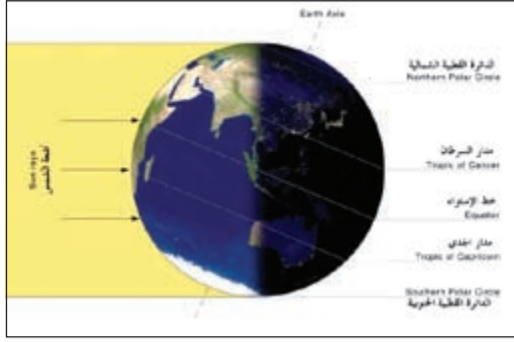 Earth Axis
الدائرة القطبية الشمالية
Northern Polar Circle
مدار السرطان
Tropic of Cancer
خط الإستواء
Equator
مدار الجدي
Tropic of Capricorn
Southern Polar Circle
الدائرة القطبية الجنوبية
Sun rays
أشعة الشمس